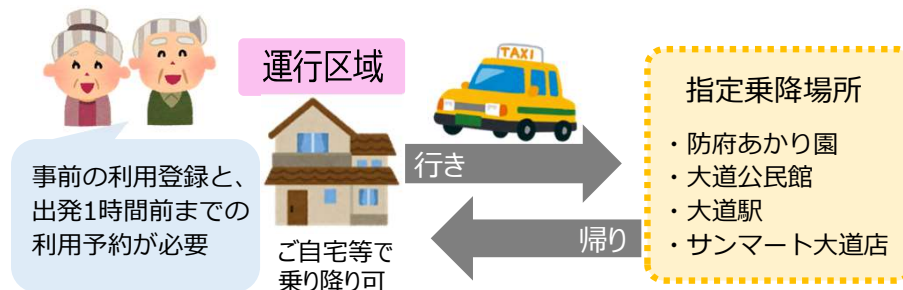 運行区域
TAXI
事前の利用登録と、
出発1時間前までの
利用予約が必要
ご自宅等で
乗り降り可
行き
帰り
指定乗降場所
・防府あかり園
・大道公民館
・大道駅
・サンマート大道店